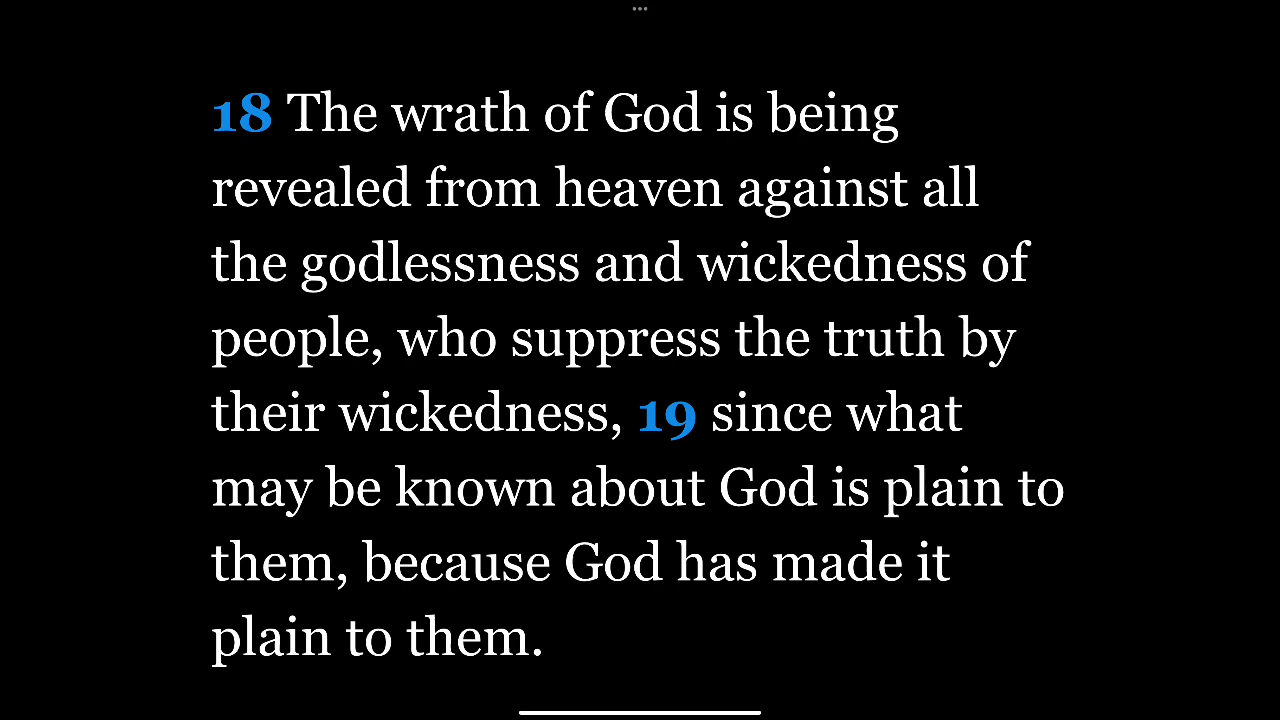 18 The wrath of God is being
revealed from heaven against all
the godlessness and wickedness of
people, who suppress the truth by
their wickedness, 19 since what
may be known about God is plain to
them, because God has made it
plain to them.